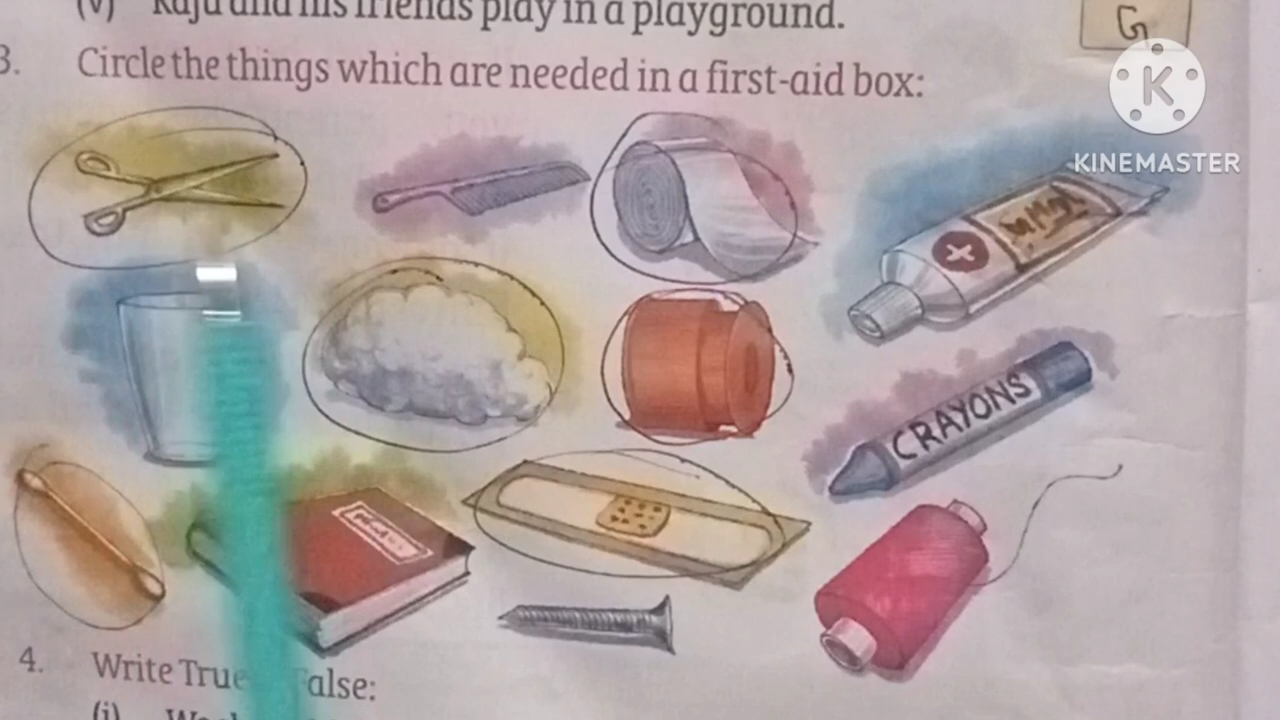 (v) Raju and his friends play in a playground.
G
3. Circle the things which are needed in a first-aid box:
K
KINEMASTER
CRAYONS
4. Write True False:
(i)